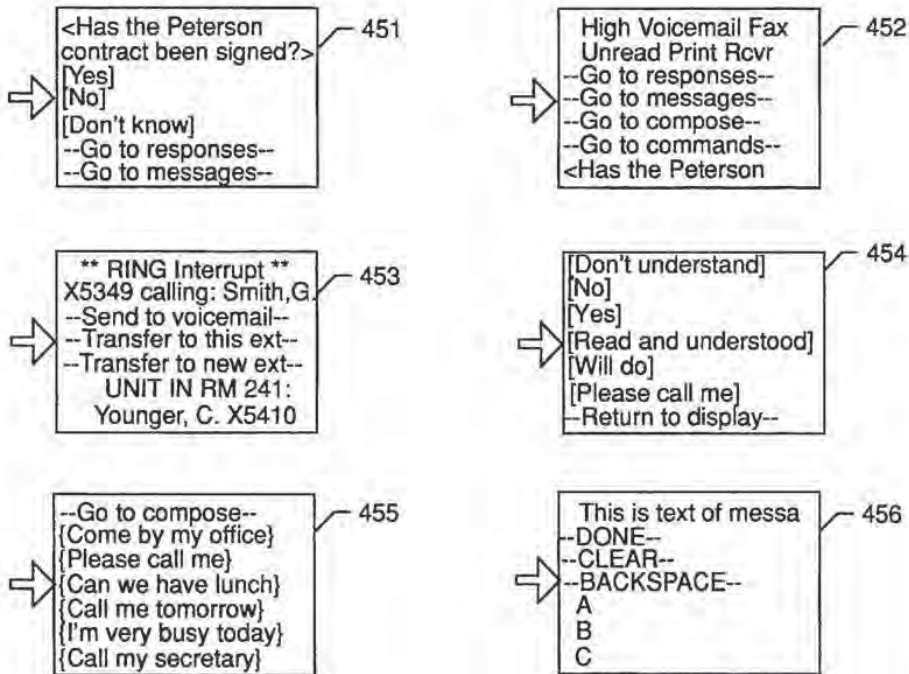 <Has the Peterson
contract been signed?>
[Yes]
[No]
[Don't know]
--Go to responses--
--Go to messages--
451
High Voicemail Fax
Unread Print Rcvr
--Go to responses--
--Go to messages--
--Go to compose--
--Go to commands--
<Has the Peterson
452
** RING Interrupt **
X5349 calling: Smith,G.
--Send to voicemail--
--Transfer to this ext--
--Transfer to new ext--
UNIT IN RM 241:
Younger, C. X5410
453
[Don't understand]
[No]
[Yes]
[Read and understood]
[Will do]
[Please call me]
--Return to display--
454
--Go to compose--
{Come by my office}
{Please call me}
{Can we have lunch}
{Call me tomorrow}
{I'm very busy today}
{Call my secretary}
455
This is text of messa
--DONE--
--CLEAR--
--BACKSPACE--
A
B
C
456